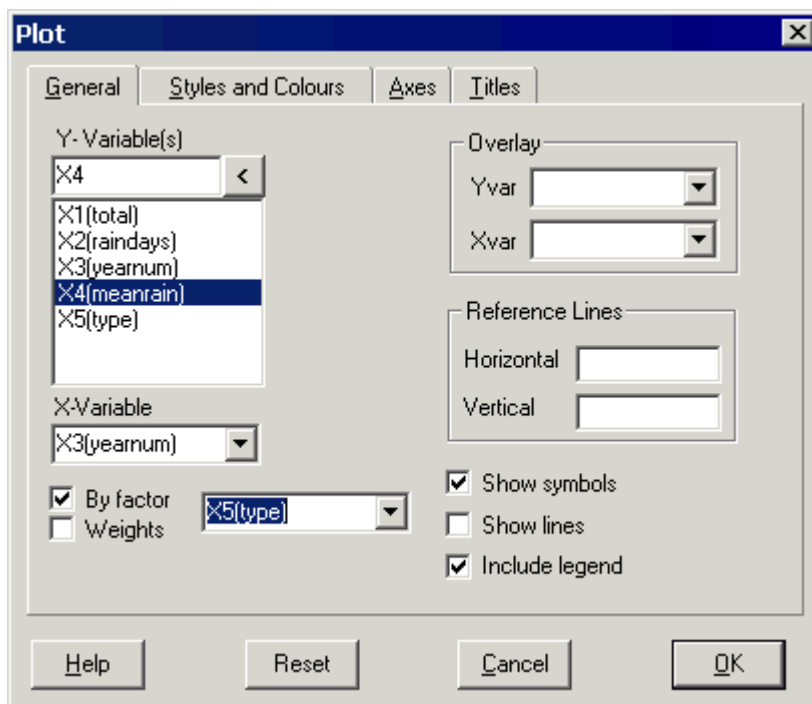 Plot
General
Styles and Colours
Axes
Titles
Y- Variable(s)
X4
<
X1(total)
X2(raindays)
X3(yearnum)
X4(meanrain)
X5(type)
X-Variable
X3(yearnum)
By factor
X5(type)
Weights
Overlay
Yvar
Xvar
Reference Lines
Horizontal
Vertical
Show symbols
Show lines
Include legend
Help
Reset
Cancel
OK